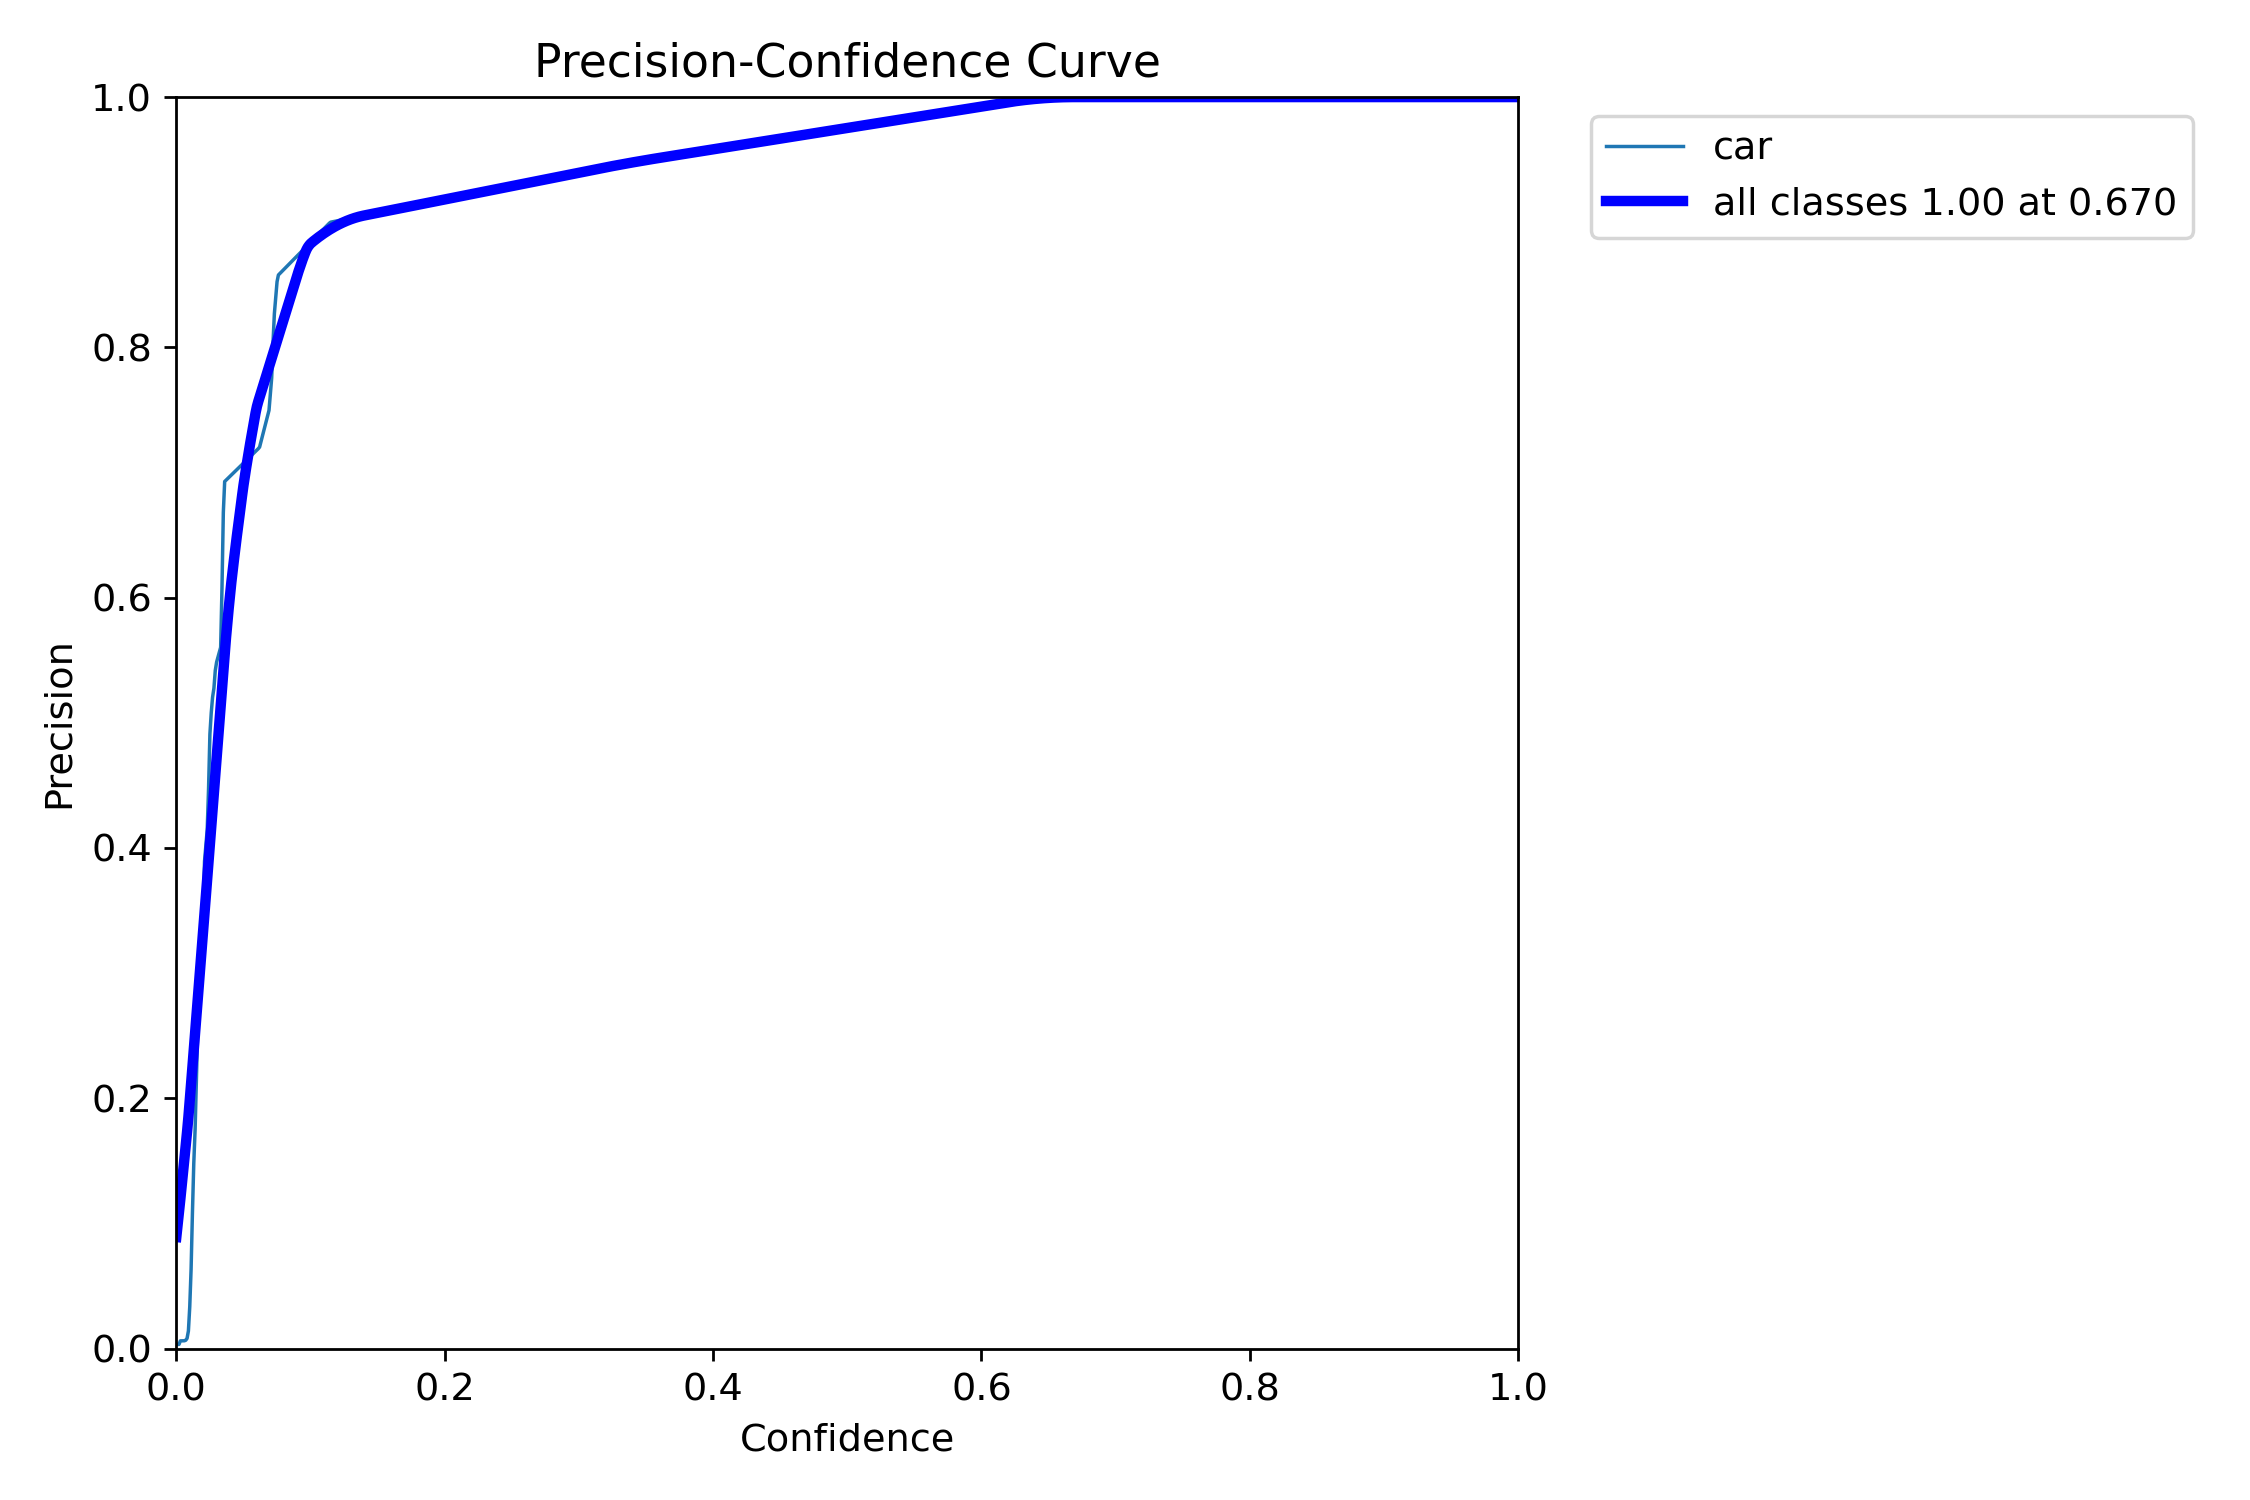 Precision-Confidence Curve
car
all classes 1.00 at 0.670
Precision
1.0
0.8
0.6
0.4
0.2
0.0
0.0 0.2 0.4 0.6 0.8 1.0
Confidence